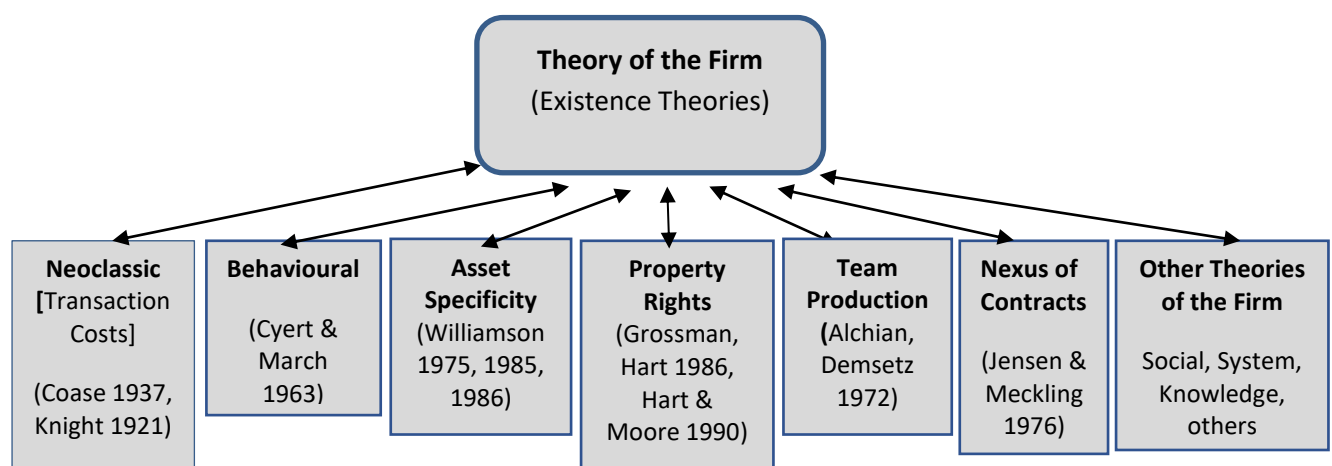 Theory of the Firm
(Existence Theories)
Neoclassic
[Transaction
Costs]
(Coase 1937,
Knight 1921)
Behavioural
(Cyert &
March
1963)
Asset
Specificity
(Williamson
1975, 1985,
1986)
Property
Rights
(Grossman,
Hart 1986,
Hart &
Moore 1990)
Team
Production
(Alchian,
Demsetz
1972)
Nexus of
Contracts
(Jensen &
Meckling
1976)
Other Theories
of the Firm
Social, System,
Knowledge,
others